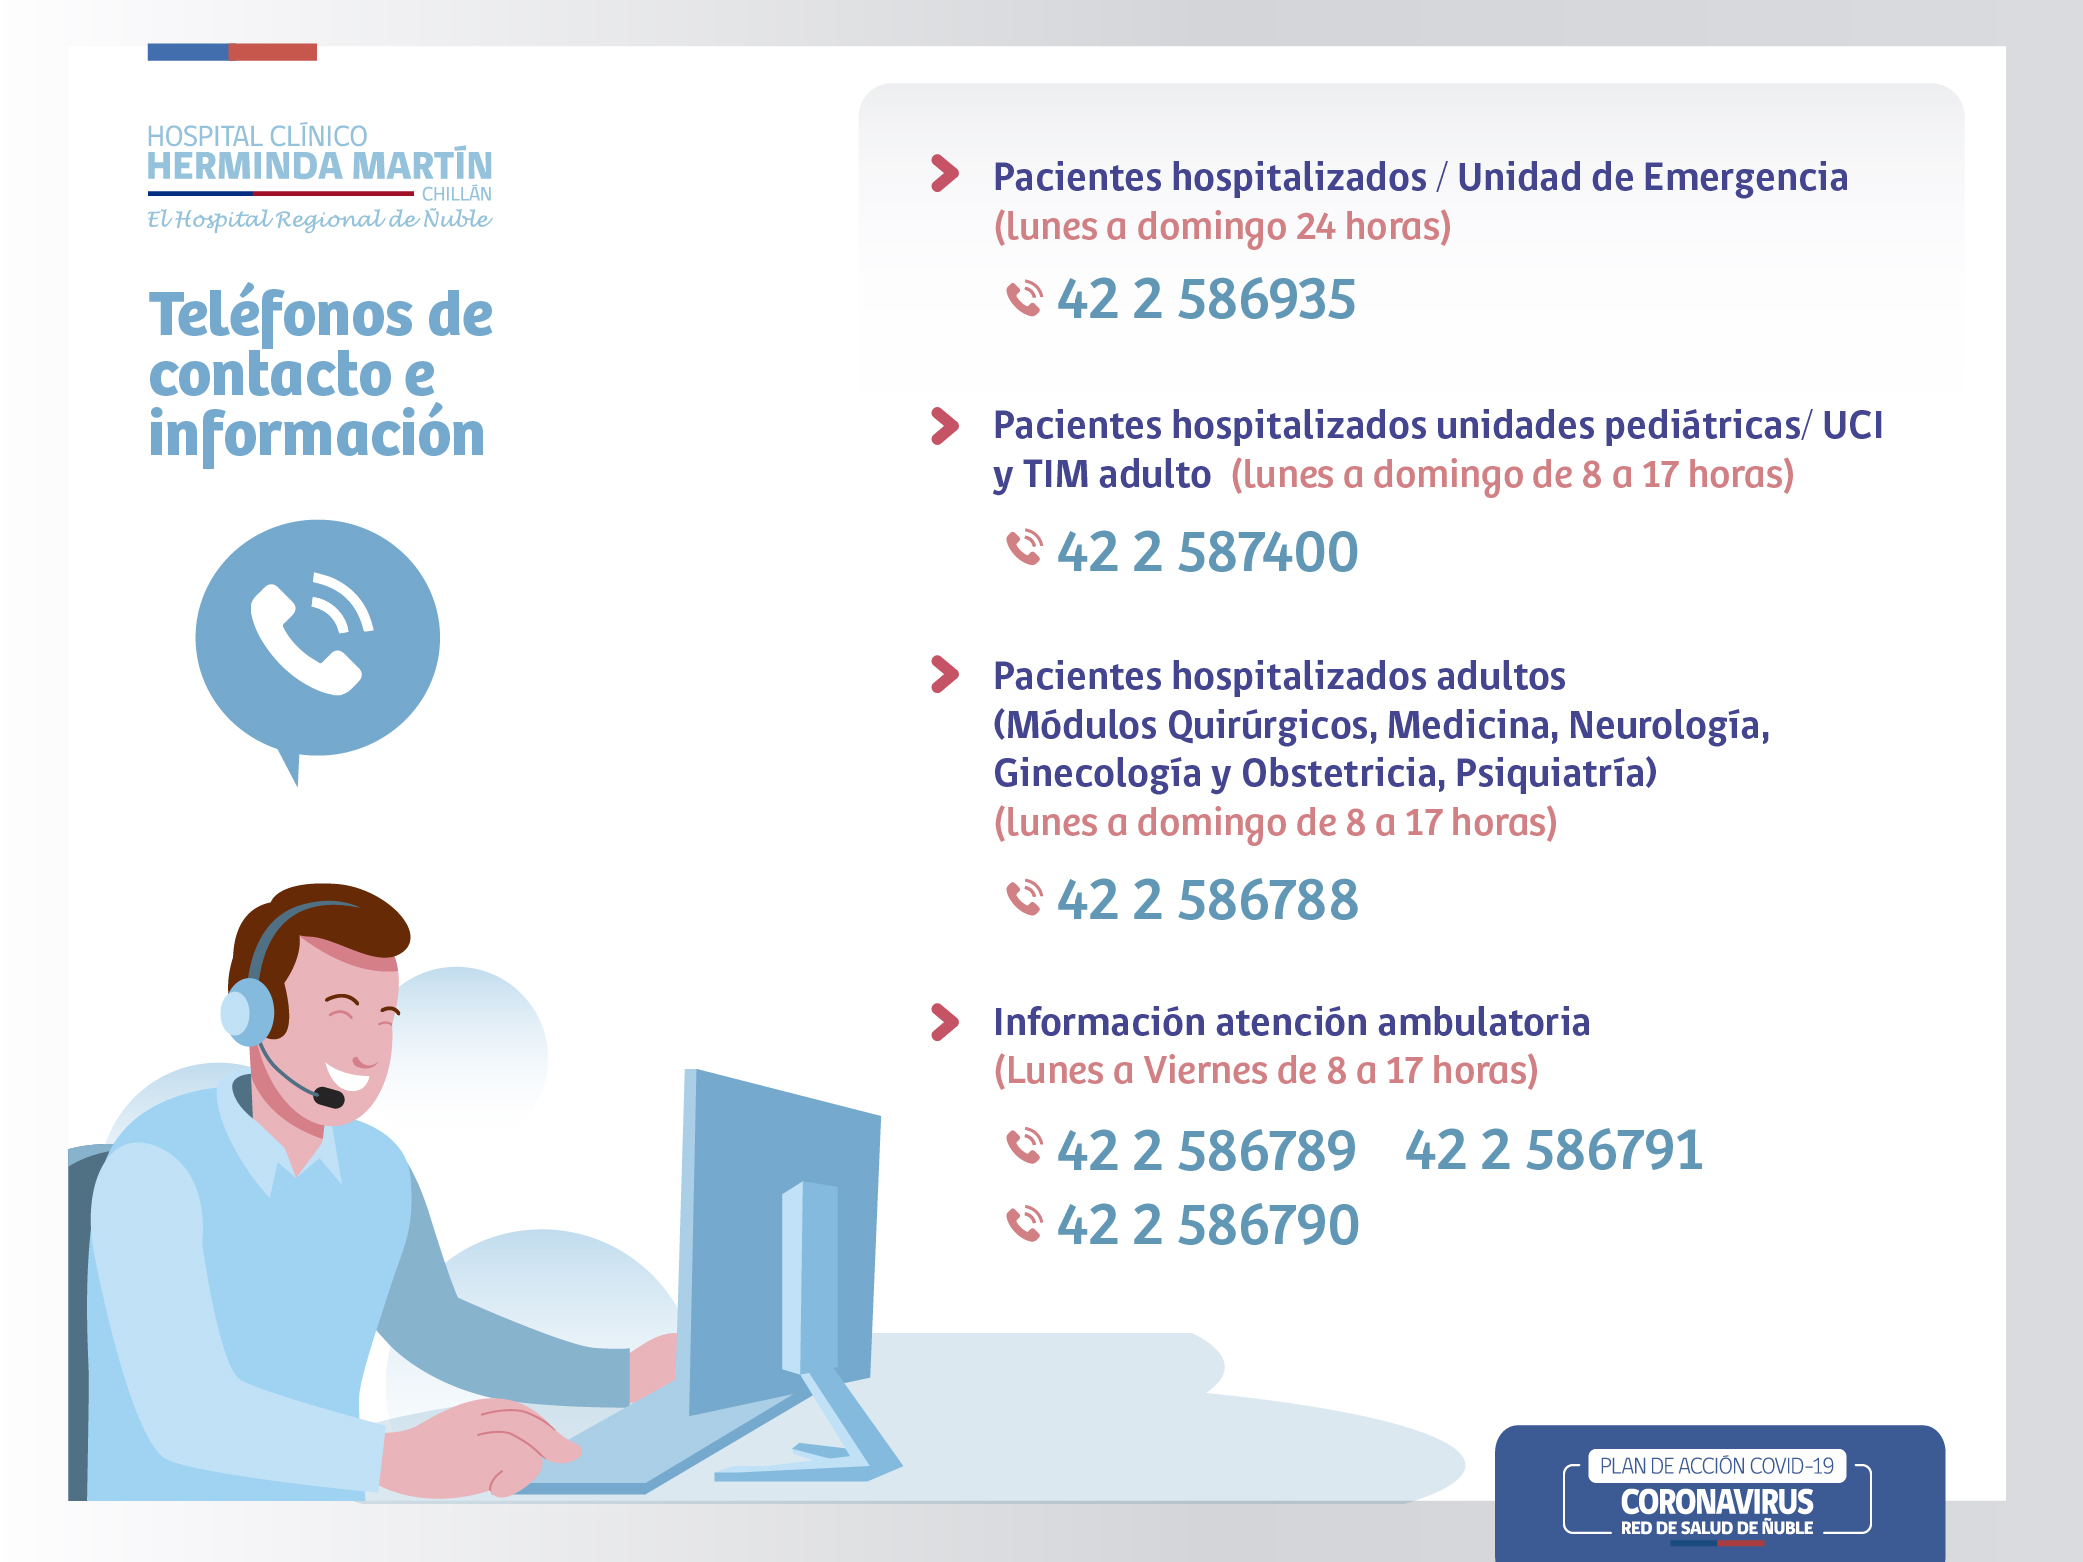 HOSPITAL CLÍNICO
HERMINDA MARTÍN
CHILLÁN
El Hospital Regional de Ñuble
Teléfonos de
contacto e
información
Pacientes hospitalizados / Unidad de Emergencia
(lunes a domingo 24 horas)
42 2 586935
Pacientes hospitalizados unidades pediátricas/ UCI
y TIM adulto (lunes a domingo de 8 a 17 horas)
42 2 587400
Pacientes hospitalizados adultos
(Módulos Quirúrgicos, Medicina, Neurología,
Ginecología y Obstetricia, Psiquiatría)
(lunes a domingo de 8 a 17 horas)
42 2 586788
Información atención ambulatoria
(Lunes a Viernes de 8 a 17 horas)
42 2 586789 42 2 586791
42 2 586790
PLAN DE ACCIÓN COVID-19
CORONAVIRUS
RED DE SALUD DE ÑUBLE